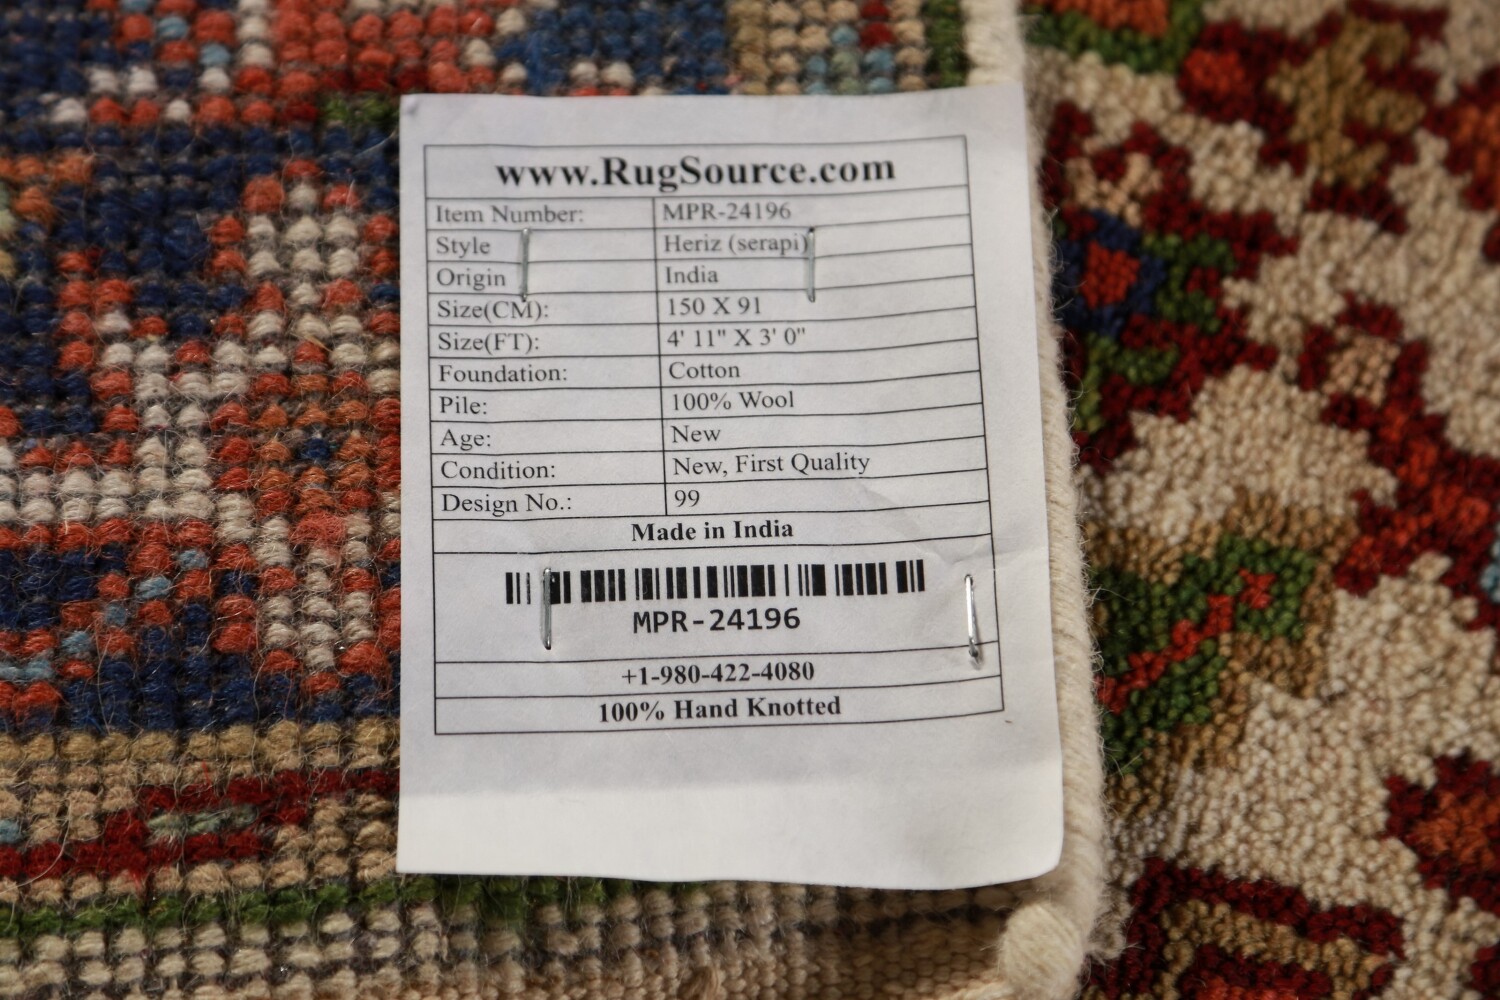 www.RugSource.com
Item Number: MPR-24196
Style Heriz (serapi)
Origin India
Size(CM): 150 X 91
Size(FT): 4' 11" X 3' 0"
Foundation: Cotton
Pile: 100% Wool
Age: New
Condition: New, First Quality
Design No.: 99
Made in India
MPR-24196
+1-980-422-4080
100% Hand Knotted